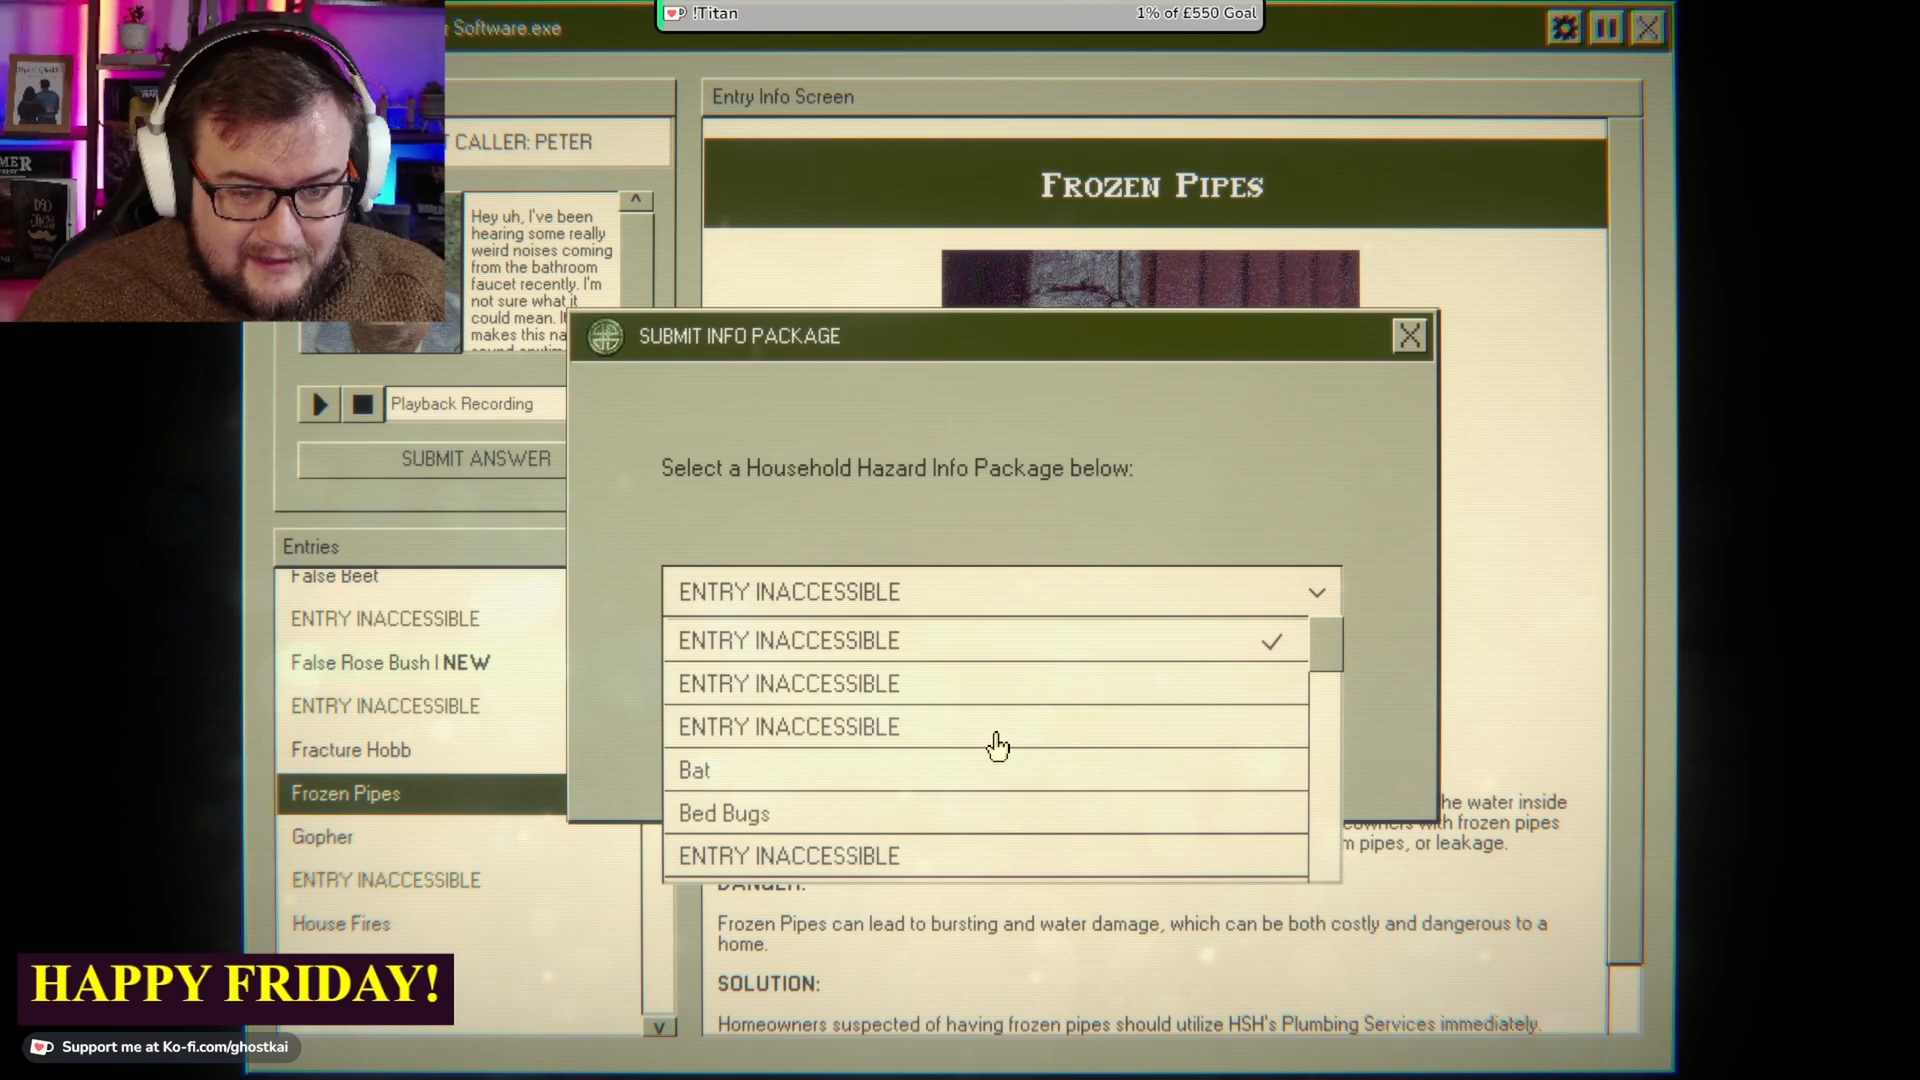 !Titan
1% of £550 Goal
Software.exe
Entry Info Screen
CALLER: PETER
FROZEN PIPES
Hey uh, I've been
hearing some really
weird noises coming
from the bathroom
faucet recently. I'm
not sure what it
could mean.
makes this
SUBMIT INFO PACKAGE
Playback Recording
SUBMIT ANSWER
Select a Household Hazard Info Package below:
Entries
False Beet
ENTRY INACCESSIBLE
False Rose Bush | NEW
ENTRY INACCESSIBLE
Fracture Hobb
Frozen Pipes
Gopher
ENTRY INACCESSIBLE
House Fires
ENTRY INACCESSIBLE
ENTRY INACCESSIBLE
ENTRY INACCESSIBLE
ENTRY INACCESSIBLE
Bat
Bed Bugs
ENTRY INACCESSIBLE
the water inside
with frozen pipes
pipes, or leakage.
DANGER:
Frozen Pipes can lead to bursting and water damage, which can be both costly and dangerous to a
home.
SOLUTION:
Homeowners suspected of having frozen pipes should utilize HSH's Plumbing Services immediately.
HAPPY FRIDAY!
Support me at Ko-fi.com/ghostkai